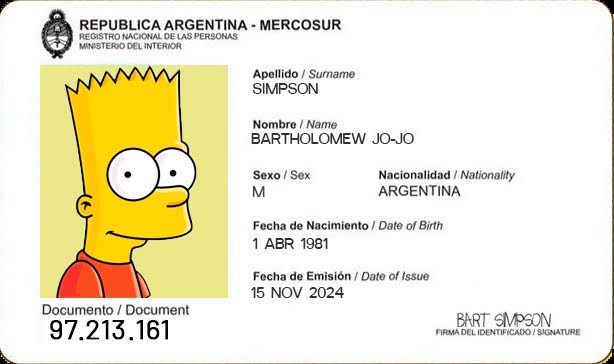 REPUBLICA ARGENTINA - MERCOSUR
REGISTRO NACIONAL DE LAS PERSONAS
MINISTERIO DEL INTERIOR
Apellido / Surname
SIMPSON
Nombre / Name
BARTHOLOMEW JO-JO
Sexo / Sex
M
Nacionalidad / Nationality
ARGENTINA
Fecha de Nacimiento / Date of Birth
1 ABR 1981
Fecha de Emisión / Date of Issue
15 NOV 2024
Documento / Document
97.213.161
BART SIMPSON
FIRMA DEL IDENTIFICADO / SIGNATURE